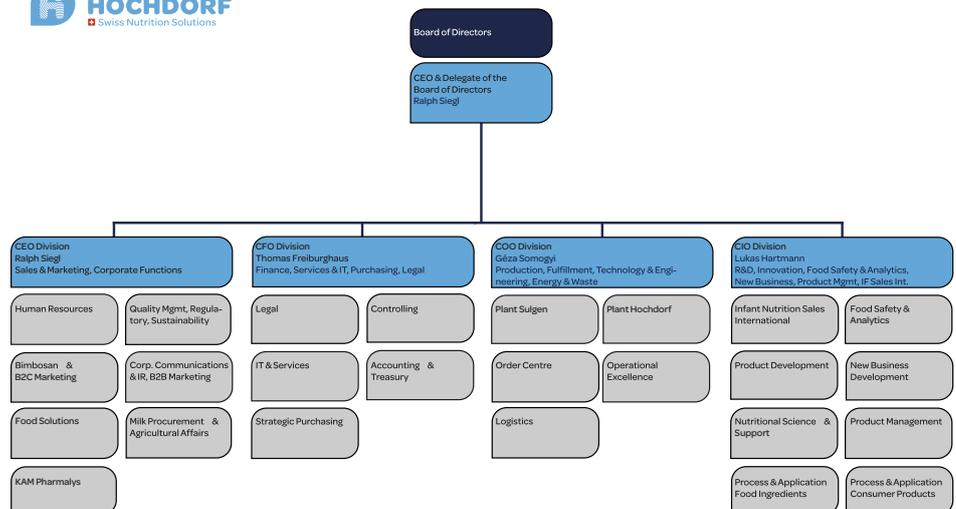 HOCHDORF
Swiss Nutrition Solutions
Board of Directors
CEO & Delegate of the
Board of Directors
Ralph Siegl
CEO Division
Ralph Siegl
Sales & Marketing, Corporate Functions
Human Resources
Quality Mgmt, Regula-
tory, Sustainability
Bimbosan &
B2C Marketing
Corp. Communications
& IR, B2B Marketing
Food Solutions
Milk Procurement &
Agricultural Affairs
KAM Pharmalys
CFO Division
Thomas Freiburghaus
Finance, Services & IT, Purchasing, Legal
Legal
Controlling
IT & Services
Accounting &
Treasury
Strategic Purchasing
COO Division
Géza Somogyi
Production, Fulfillment, Technology & Engi-
neering, Energy & Waste
Plant Sulgen
Plant Hochdorf
Order Centre
Operational
Excellence
Logistics
CIO Division
Lukas Hartmann
R&D, Innovation, Food Safety & Analytics,
New Business, Product Mgmt, IF Sales Int.
Infant Nutrition Sales
International
Food Safety &
Analytics
Product Development
New Business
Development
Nutritional Science &
Support
Product Management
Process & Application
Food Ingredients
Process & Application
Consumer Products